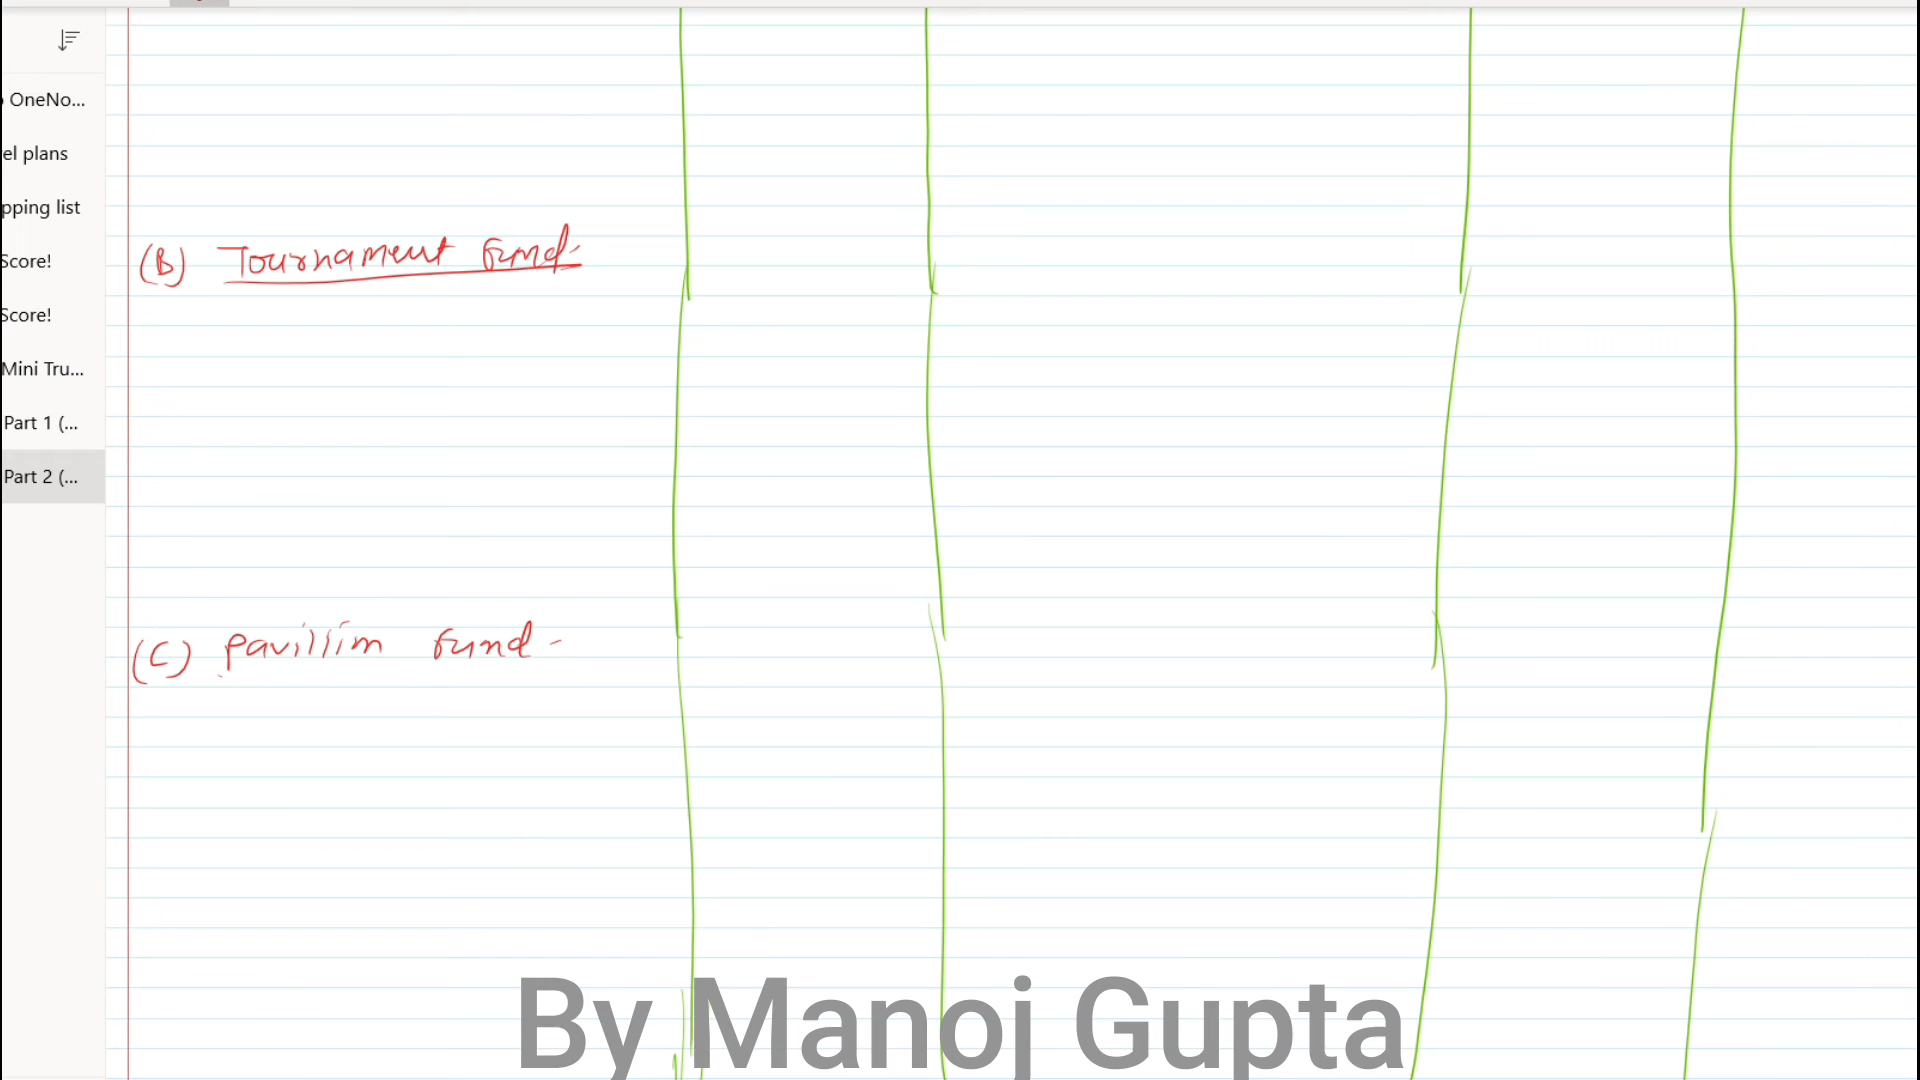 OneNo...
el plans
pping list
Score!
Score!
Mini Tru...
Part 1 (...
Part 2 (...
(B) Tournament Fund-
(C) Pavillion Fund -
By Manoj Gupta